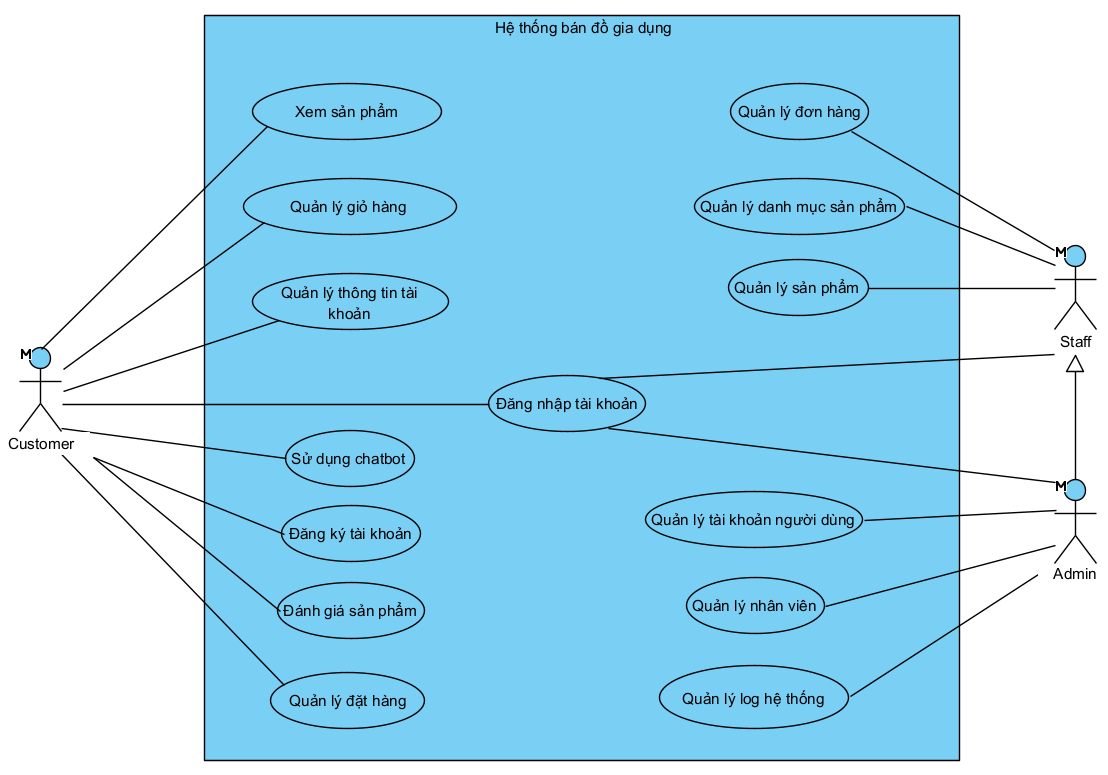 Hệ thống bán đồ gia dụng
Xem sản phẩm
Quản lý giỏ hàng
Quản lý thông tin tài
khoản
Đăng nhập tài khoản
Sử dụng chatbot
Đăng ký tài khoản
Đánh giá sản phẩm
Quản lý đặt hàng
Quản lý đơn hàng
Quản lý danh mục sản phẩm
Quản lý sản phẩm
Quản lý tài khoản người dùng
Quản lý nhân viên
Quản lý log hệ thống
M
Customer
M
Staff
M
Admin